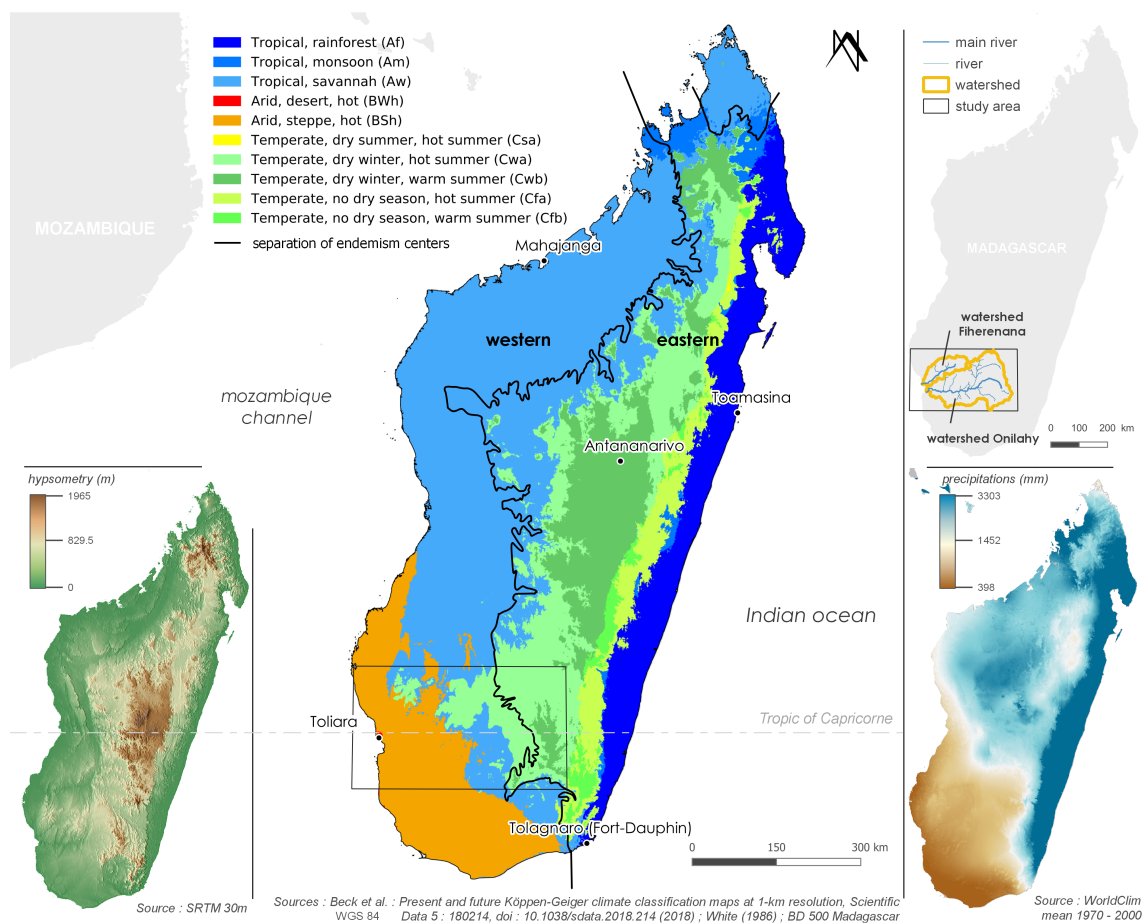 Tropical, rainforest (Af)
Tropical, monsoon (Am)
Tropical, savannah (Aw)
Arid, desert, hot (BWh)
Arid, steppe, hot (BSh)
Temperate, dry summer, hot summer (Csa)
Temperate, dry winter, hot summer (Cwa)
Temperate, dry winter, warm summer (Cwb)
Temperate, no dry season, hot summer (Cfa)
Temperate, no dry season, warm summer (Cfb)
separation of endemism centers
MOZAMBIQUE
Mahajanga
western
eastern
mozambique
channel
Toamasina
Antananarivo
Indian ocean
Tropic of Capricorne
Toliara
Tolagnaro (Fort-Dauphin)
0 150 300 km
main river
river
watershed
study area
MADAGASCAR
watershed
Fiherenana
watershed Onilahy
0 100 200 km
hypsometry (m)
1965
829.5
0
Source : SRTM 30m
precipitations (mm)
3303
1452
398
Source : WorldClim
mean 1970 - 20
Sources : Beck et al. : Present and future Köppen-Geiger climate classification maps at 1-km resolution, Scientific
WGS 84 Data 5 : 180214, doi : 10.1038/sdata.2018.214 (2018) ; White (1986) ; BD 500 Madagascar